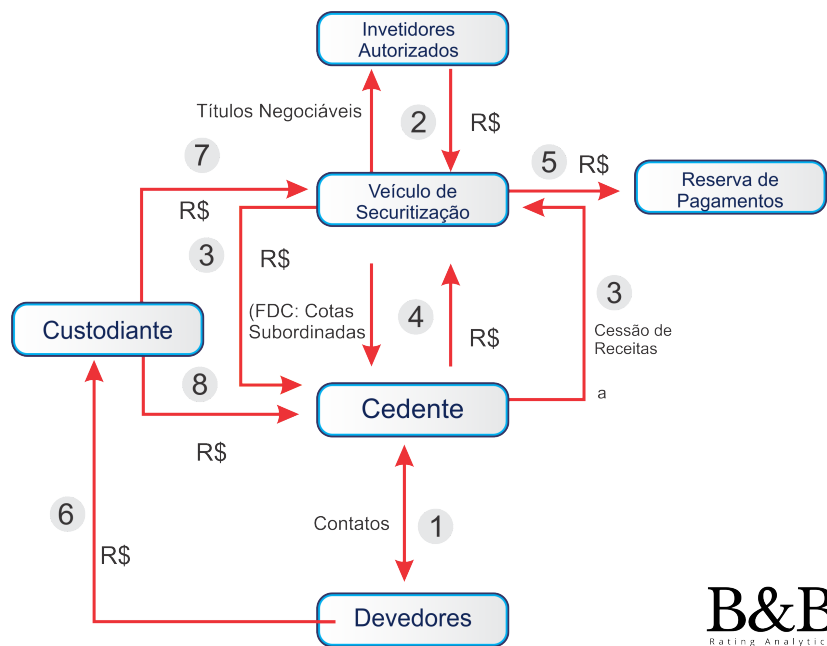 Invetidores
Autorizados
Títulos Negociáveis
2
R$
7
5
R$
Veículo de
Securitização
Reserva de
Pagamentos
R$
3
R$
3
(FDC: Cotas
Subordinadas
4
R$
Cessão de
Receitas
a
Custodiante
8
R$
Cedente
6
R$
Contatos
1
Devedores
B&B
Rating Analytic